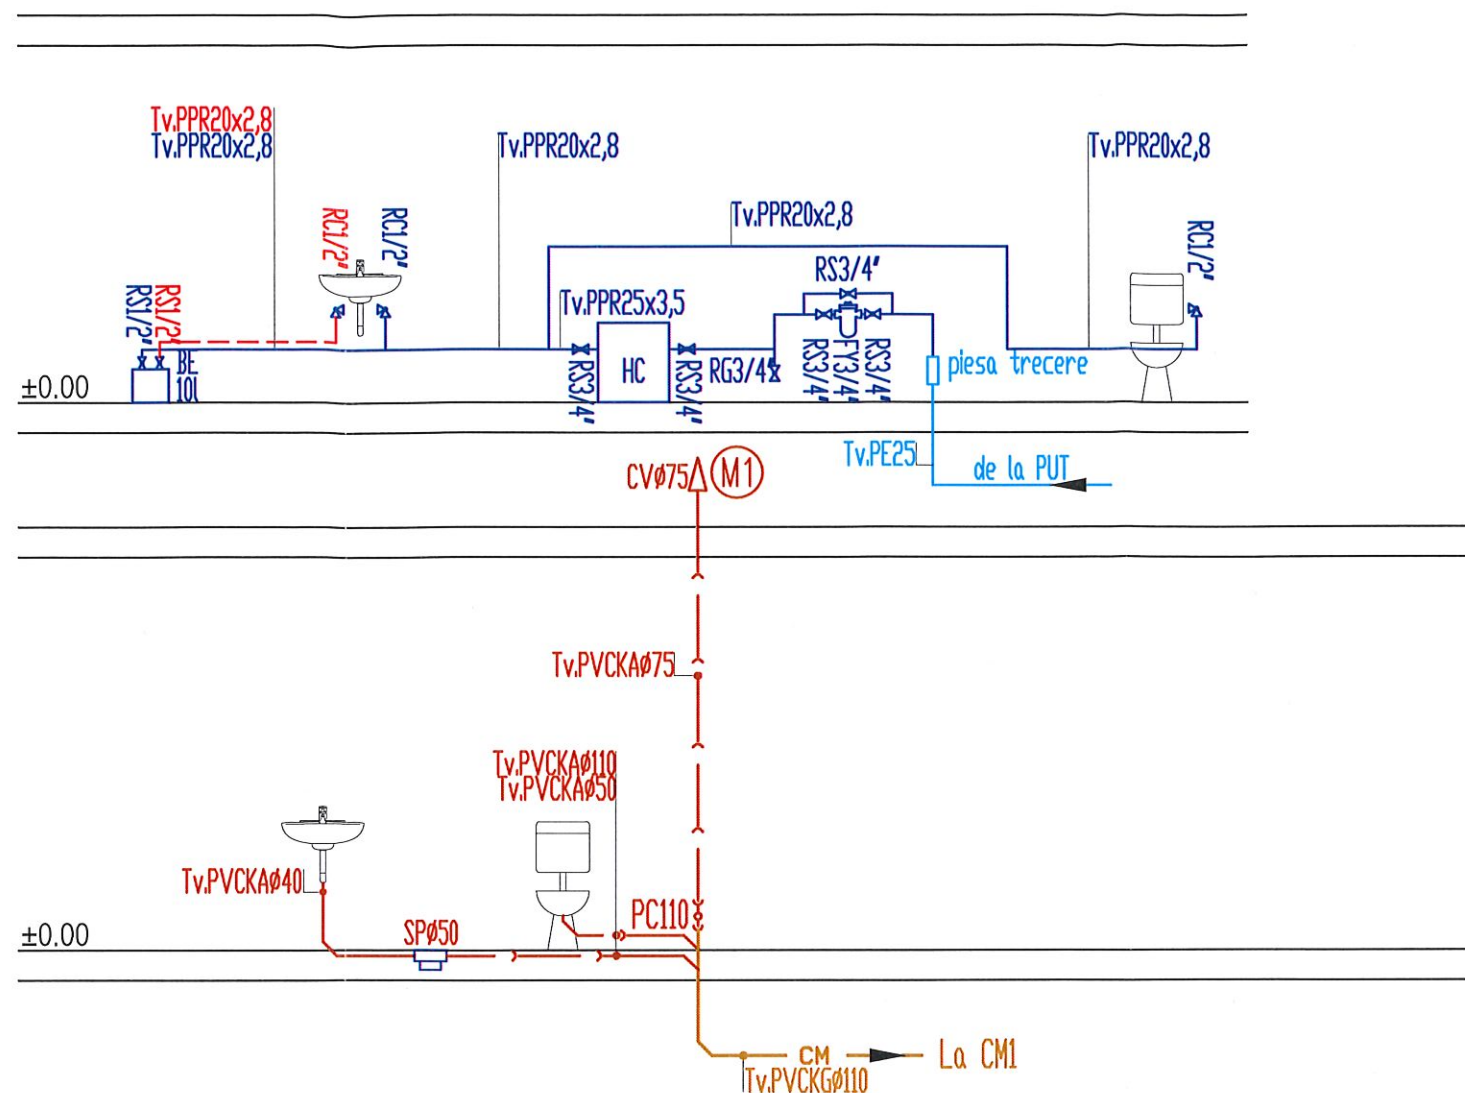 Tv.PPR20x2,8
Tv.PPR20x2,8
Tv.PPR20x2,8
Tv.PPR20x2,8
Tv.PPR20x2,8
RC1/2"
RC1/2"
RC1/2"
RS3/4"
RS1/2"
RS1/2"
Tv.PPR25x3,5
BE
10l
HC
RS3/4"
RS3/4"
RG3/4"
RS3/4"
FY3/4"
RS3/4"
piesa trecere
±0.00
Tv.PE25
de la PUT
CVø75
M1
Tv.PVCKAø75
Tv.PVCKAø110
Tv.PVCKAø50
Tv.PVCKAø40
PC110
SPø50
±0.00
CM
La CM1
Tv.PVCKGø110